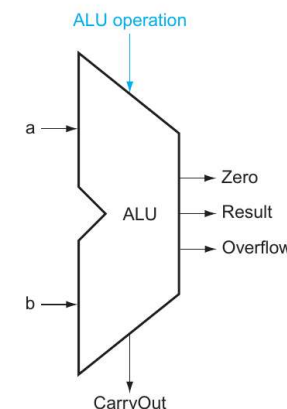 ALU operation
a
Zero
ALU
Result
Overflow
b
CarryOut